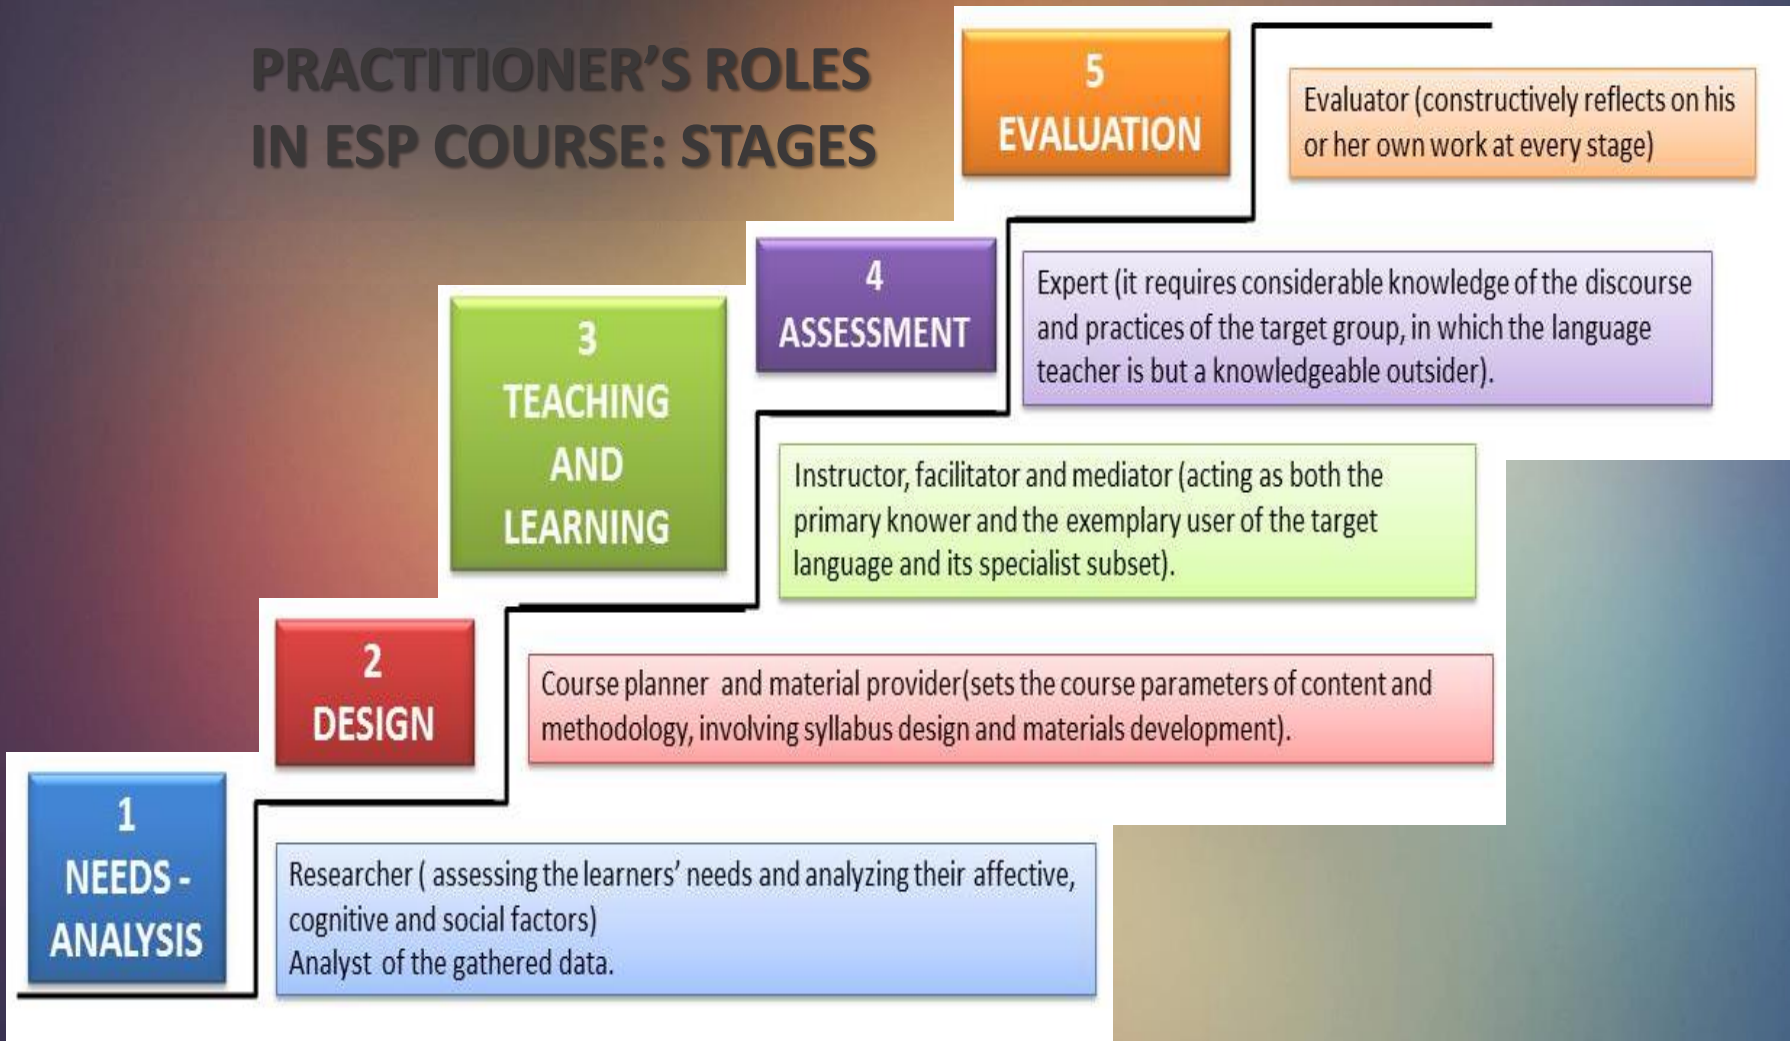 PRACTITIONER’S ROLES
IN ESP COURSE: STAGES
5
EVALUATION
Evaluator (constructively reflects on his
or her own work at every stage)
4
ASSESSMENT
Expert (it requires considerable knowledge of the discourse
and practices of the target group, in which the language
teacher is but a knowledgeable outsider).
3
TEACHING
AND
LEARNING
Instructor, facilitator and mediator (acting as both the
primary knower and the exemplary user of the target
language and its specialist subset).
2
DESIGN
Course planner and material provider(sets the course parameters of content and
methodology, involving syllabus design and materials development).
1
NEEDS -
ANALYSIS
Researcher ( assessing the learners’ needs and analyzing their affective,
cognitive and social factors)
Analyst of the gathered data.